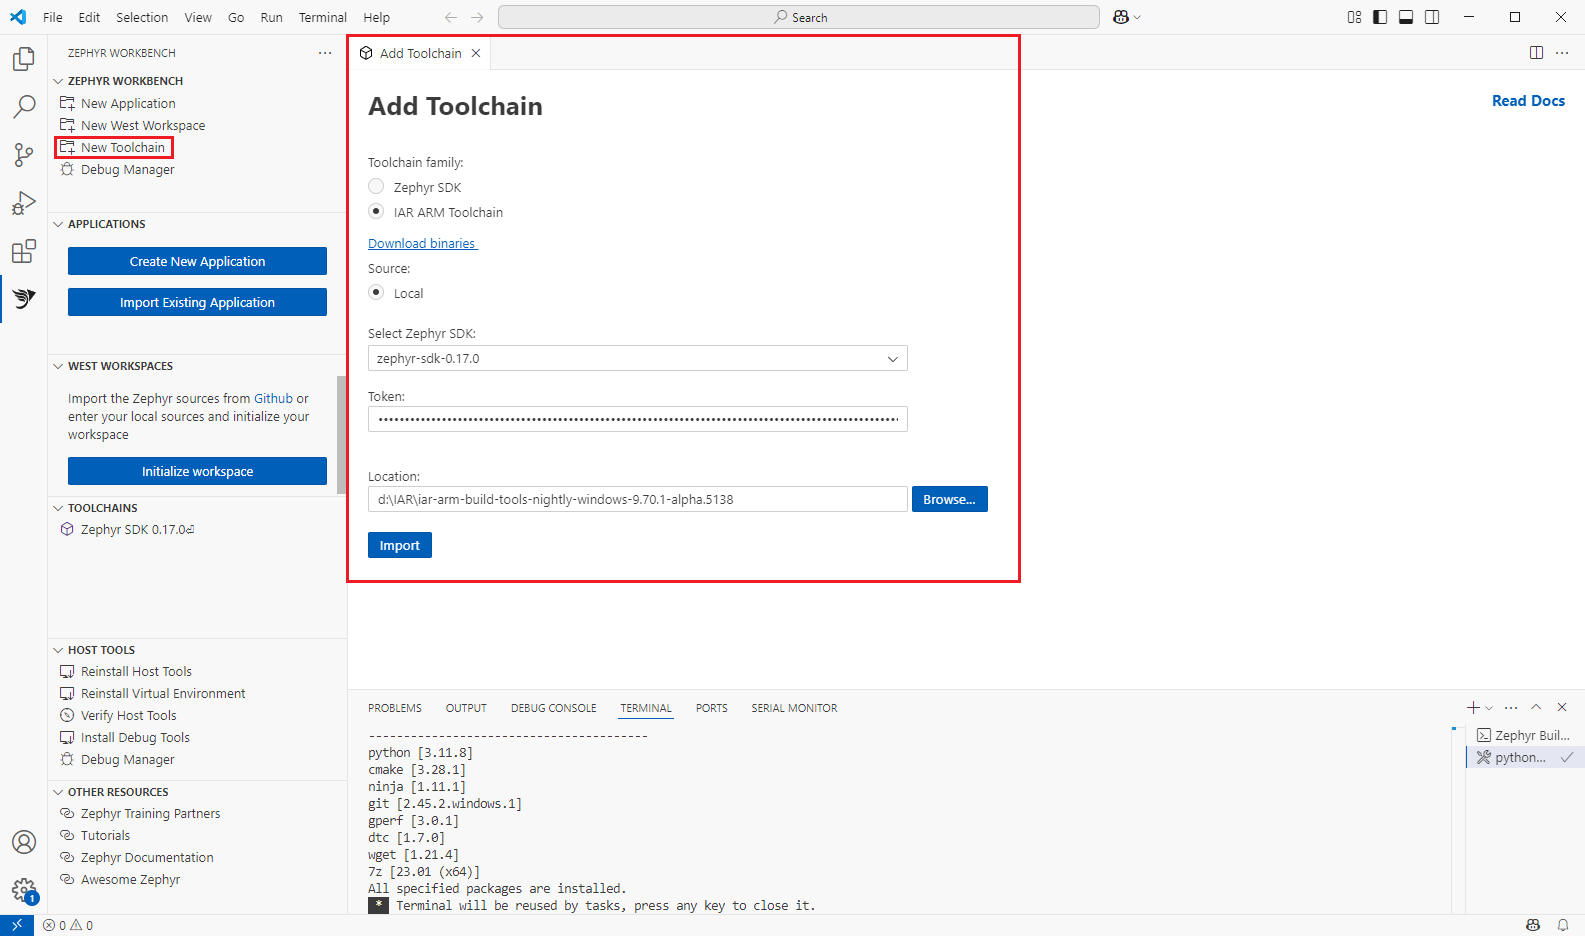 File Edit Selection View Go Run Terminal Help
Search
ZEPHYR WORKBENCH
ZEPHYR WORKBENCH
New Application
New West Workspace
New Toolchain
Debug Manager
APPLICATIONS
Create New Application
Import Existing Application
WEST WORKSPACES
Import the Zephyr sources from Github or
enter your local sources and initialize your
workspace
Initialize workspace
TOOLCHAINS
Zephyr SDK 0.17.0
HOST TOOLS
Reinstall Host Tools
Reinstall Virtual Environment
Verify Host Tools
Install Debug Tools
Debug Manager
OTHER RESOURCES
Zephyr Training Partners
Tutorials
Zephyr Documentation
Awesome Zephyr
1
Add Toolchain
Add Toolchain
Read Docs
Toolchain family:
Zephyr SDK
IAR ARM Toolchain
Download binaries
Source:
Local
Select Zephyr SDK:
zephyr-sdk-0.17.0
Token:
Location:
d:\IAR\iar-arm-build-tools-nightly-windows-9.70.1-alpha.5138
Browse...
Import
PROBLEMS OUTPUT DEBUG CONSOLE TERMINAL PORTS SERIAL MONITOR
----------------------------------------
python [3.11.8]
cmake [3.28.1]
ninja [1.11.1]
git [2.45.2.windows.1]
gperf [3.0.1]
dtc [1.7.0]
wget [1.21.4]
7z [23.01 (x64)]
All specified packages are installed.
* Terminal will be reused by tasks, press any key to close it.
Zephyr Buil...
python...
0 0